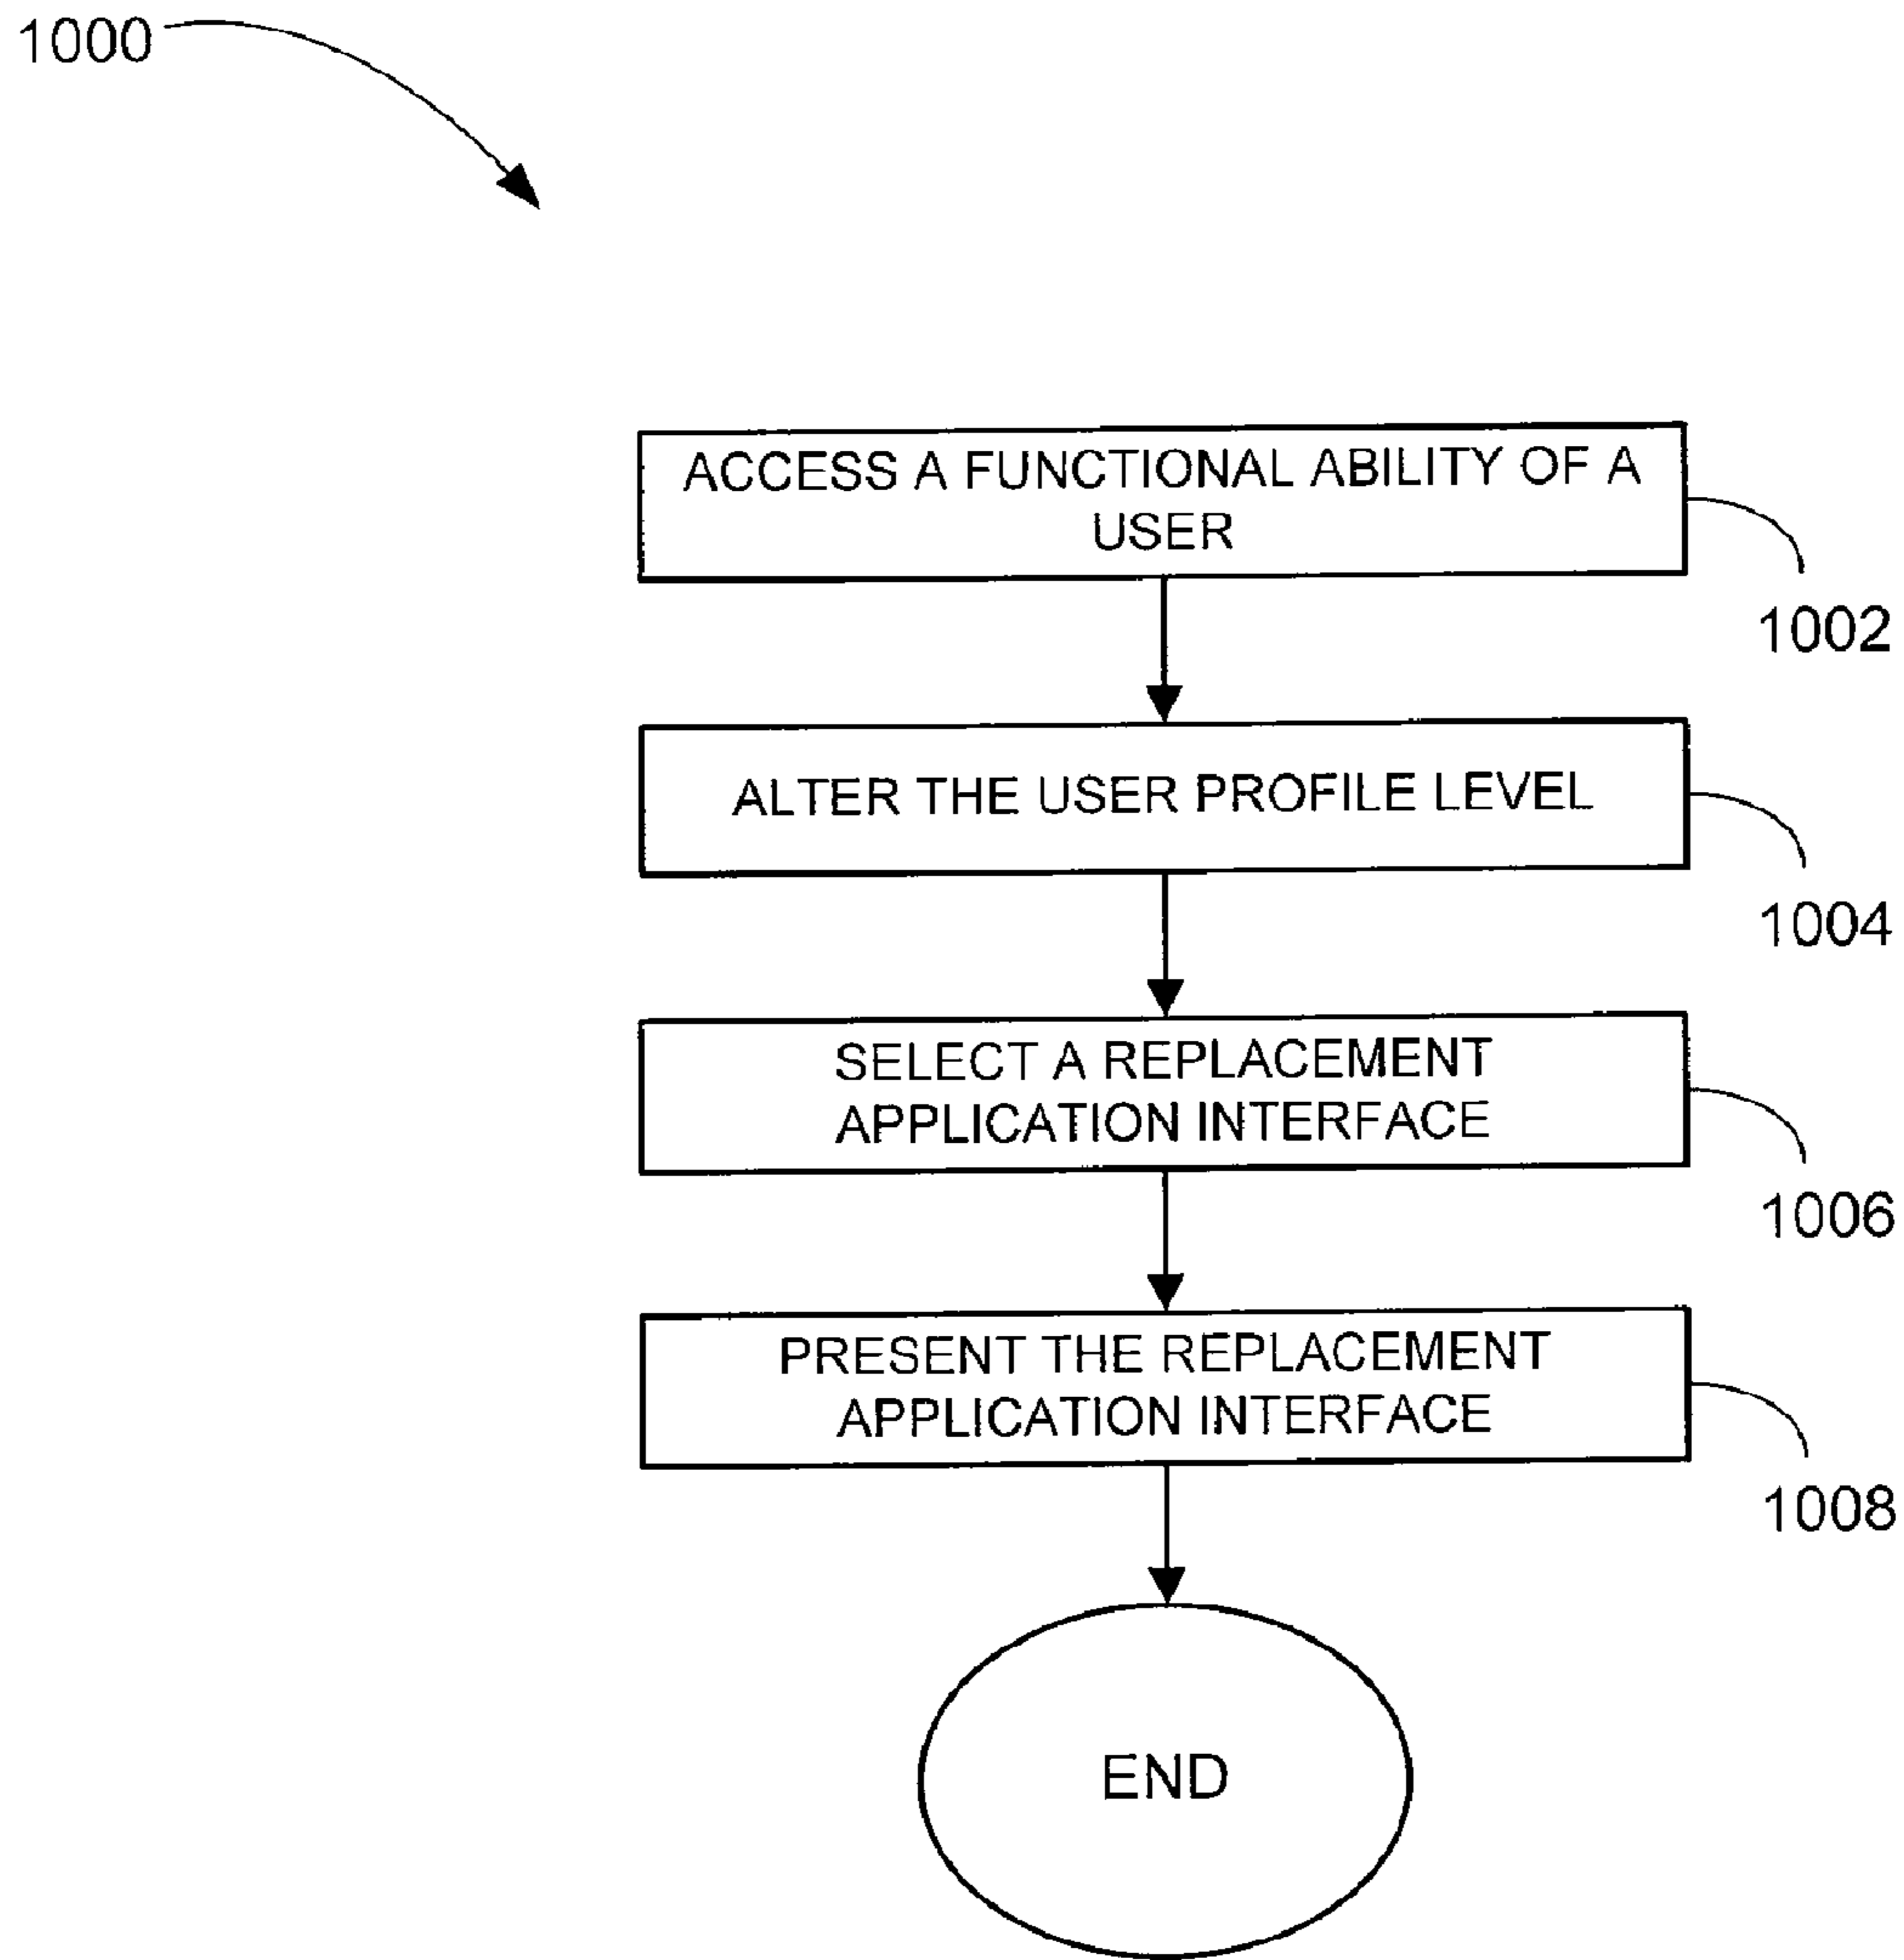 1000
ACCESS A FUNCTIONAL ABILITY OF A
USER
1002
ALTER THE USER PROFILE LEVEL
1004
SELECT A REPLACEMENT
APPLICATION INTERFACE
1006
PRESENT THE REPLACEMENT
APPLICATION INTERFACE
1008
END